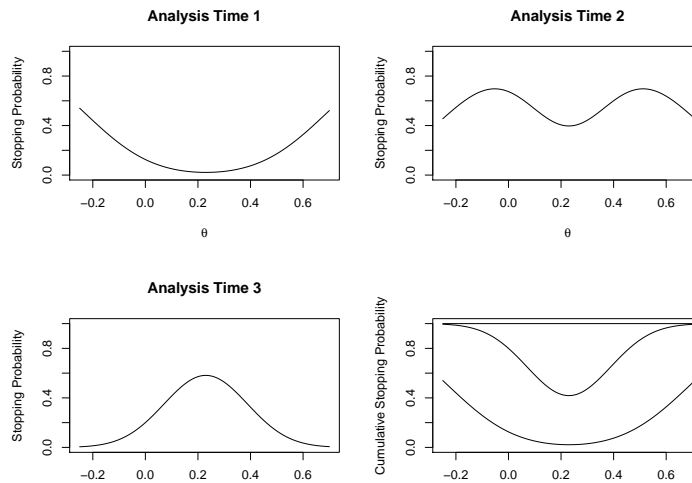 Analysis Time 1
Stopping Probability
0.0 0.4 0.8
−0.2 0.0 0.2 0.4 0.6
θ
Analysis Time 2
Stopping Probability
0.0 0.4 0.8
−0.2 0.0 0.2 0.4 0.6
θ
Analysis Time 3
Stopping Probability
0.0 0.4 0.8
−0.2 0.0 0.2 0.4 0.6
Cumulative Stopping Probability
0.0 0.4 0.8
−0.2 0.0 0.2 0.4 0.6